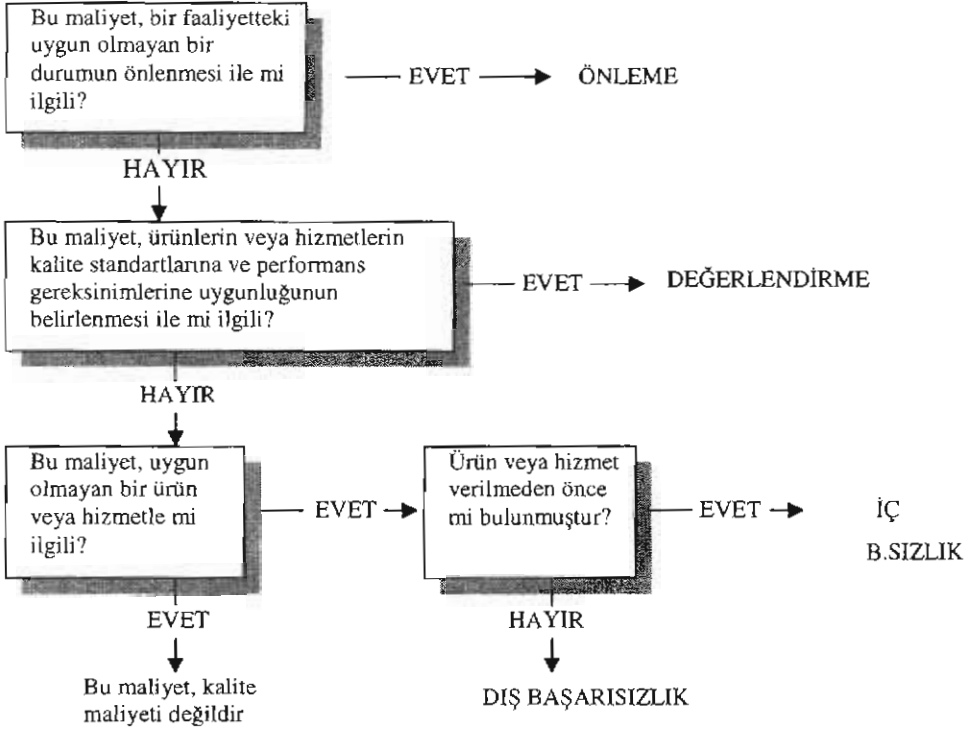 Bu maliyet, bir faaliyetteki
uygun olmayan bir
durumun önlenmesi ile mi
ilgili?
EVET
ÖNLEME
HAYIR
Bu maliyet, ürünlerin veya hizmetlerin
kalite standartlarına ve performans
gereksinimlerine uygunluğunun
belirlenmesi ile mi ilgili?
EVET
DEĞERLENDİRME
HAYIR
Bu maliyet, uygun
olmayan bir ürün
veya hizmetle mi
ilgili?
EVET
Ürün veya hizmet
verilmeden önce
mi bulunmuştur?
EVET
İÇ
B.SIZLIK
EVET
HAYIR
Bu maliyet, kalite
maliyeti değildir
DIŞ BAŞARISIZLIK